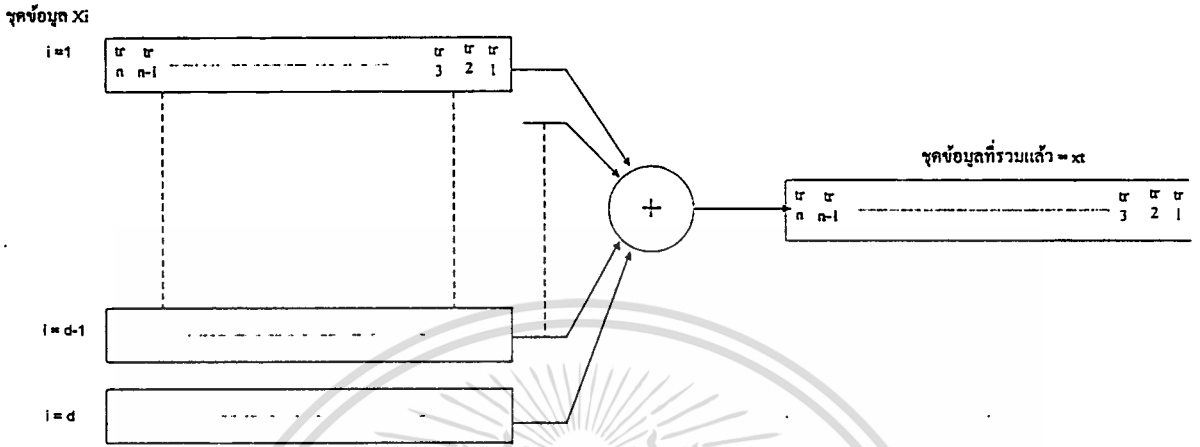 ชุดข้อมูล Xi
i=1
tr tr tr tr tr
n n-1 3 2 1
+
ชุดข้อมูลที่รวมแล้ว = xt
tr tr tr tr tr
n n-1 3 2 1
i = d-1
i = d